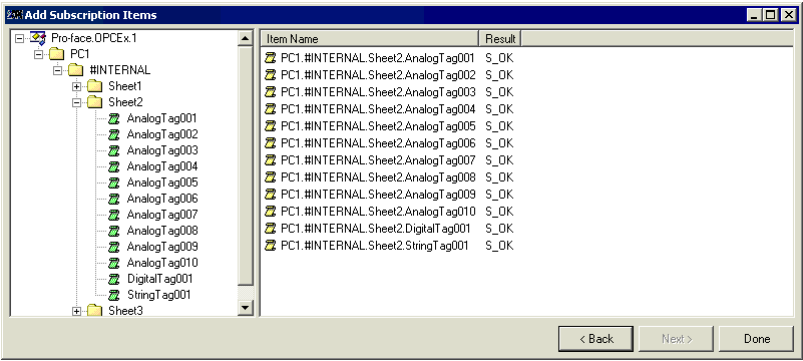 Add Subscription Items
Pro-face.OPCEx.1
PC1
#INTERNAL
Sheet1
Sheet2
AnalogTag001
AnalogTag002
AnalogTag003
AnalogTag004
AnalogTag005
AnalogTag006
AnalogTag007
AnalogTag008
AnalogTag009
AnalogTag010
DigitalTag001
StringTag001
Sheet3
Item Name Result
PC1.#INTERNAL.Sheet2.AnalogTag001 S_OK
PC1.#INTERNAL.Sheet2.AnalogTag002 S_OK
PC1.#INTERNAL.Sheet2.AnalogTag003 S_OK
PC1.#INTERNAL.Sheet2.AnalogTag004 S_OK
PC1.#INTERNAL.Sheet2.AnalogTag005 S_OK
PC1.#INTERNAL.Sheet2.AnalogTag006 S_OK
PC1.#INTERNAL.Sheet2.AnalogTag007 S_OK
PC1.#INTERNAL.Sheet2.AnalogTag008 S_OK
PC1.#INTERNAL.Sheet2.AnalogTag009 S_OK
PC1.#INTERNAL.Sheet2.AnalogTag010 S_OK
PC1.#INTERNAL.Sheet2.DigitalTag001 S_OK
PC1.#INTERNAL.Sheet2.StringTag001 S_OK
< Back Next > Done